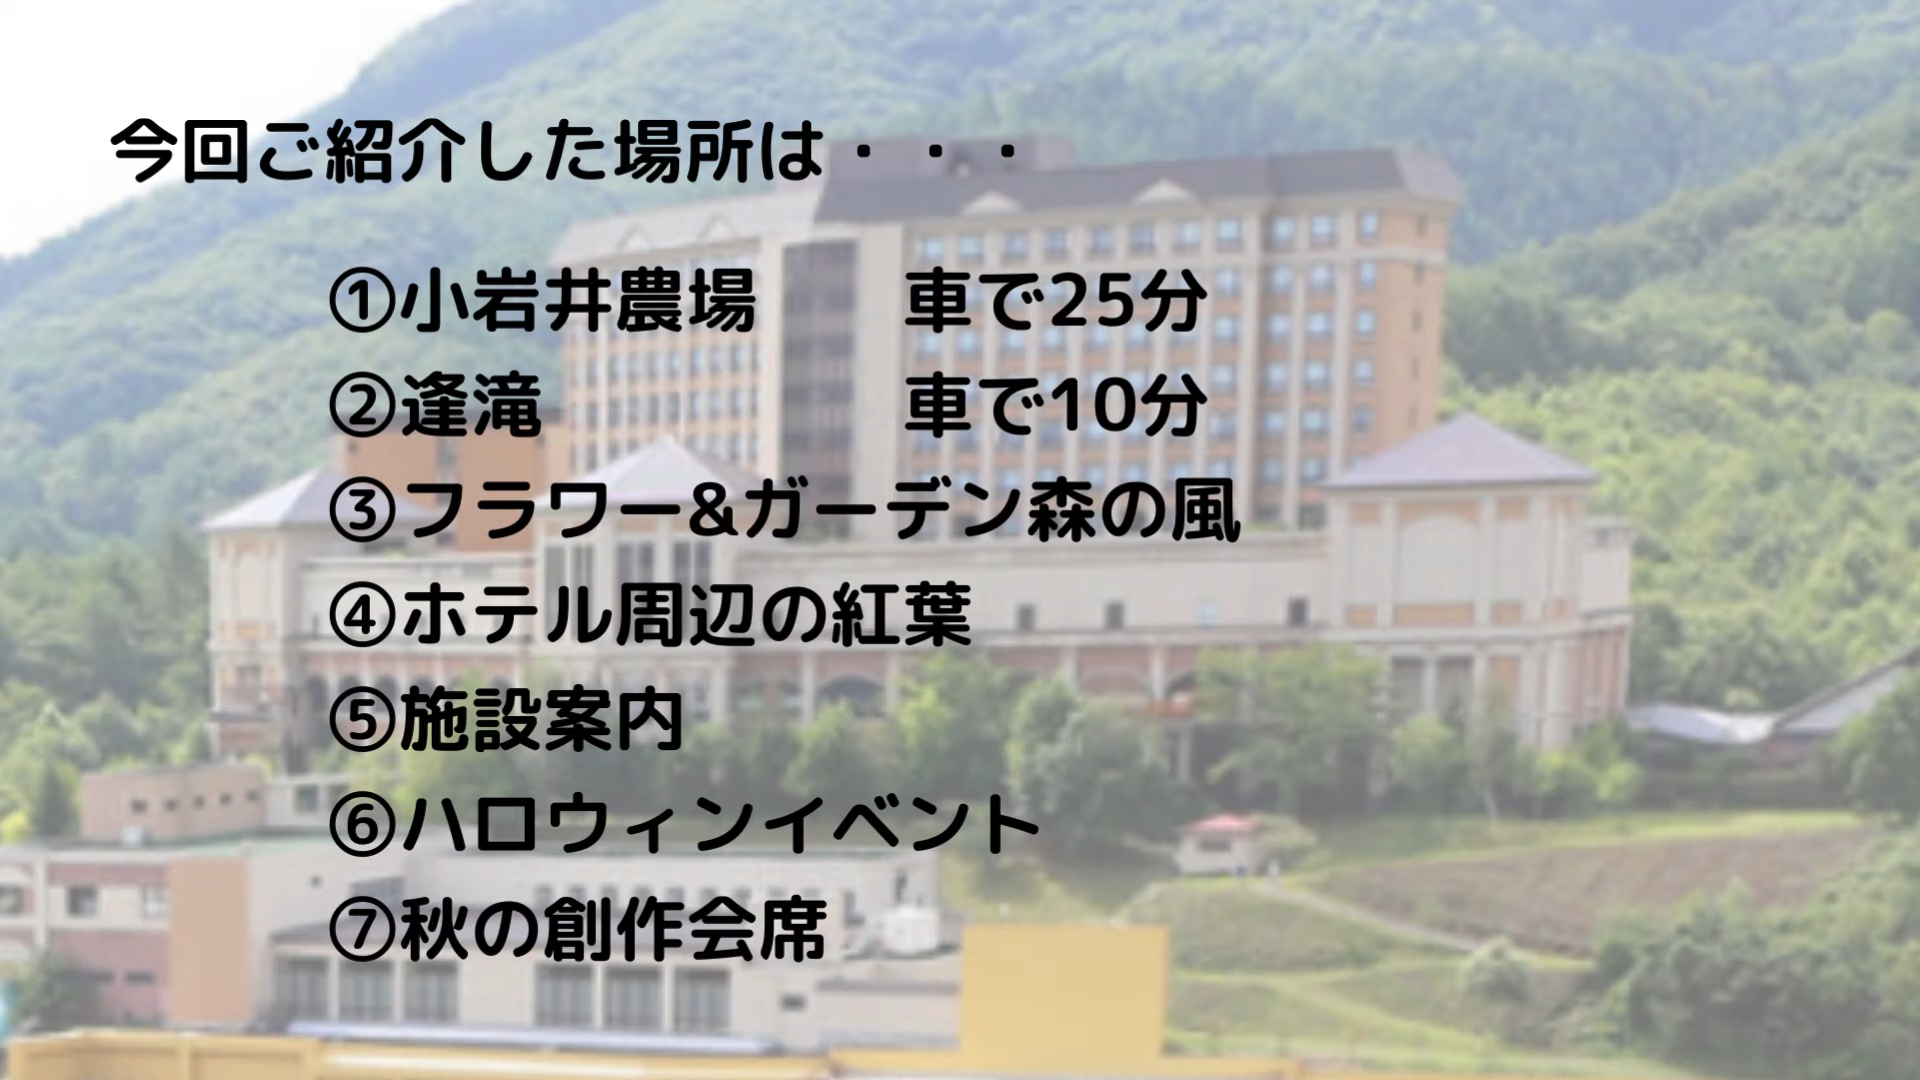 今回ご紹介した場所は・・・
①小岩井農場 車で25分
②逢滝 車で10分
③フラワー&ガーデン森の風
④ホテル周辺の紅葉
⑤施設案内
⑥ハロウィンイベント
⑦秋の創作会席